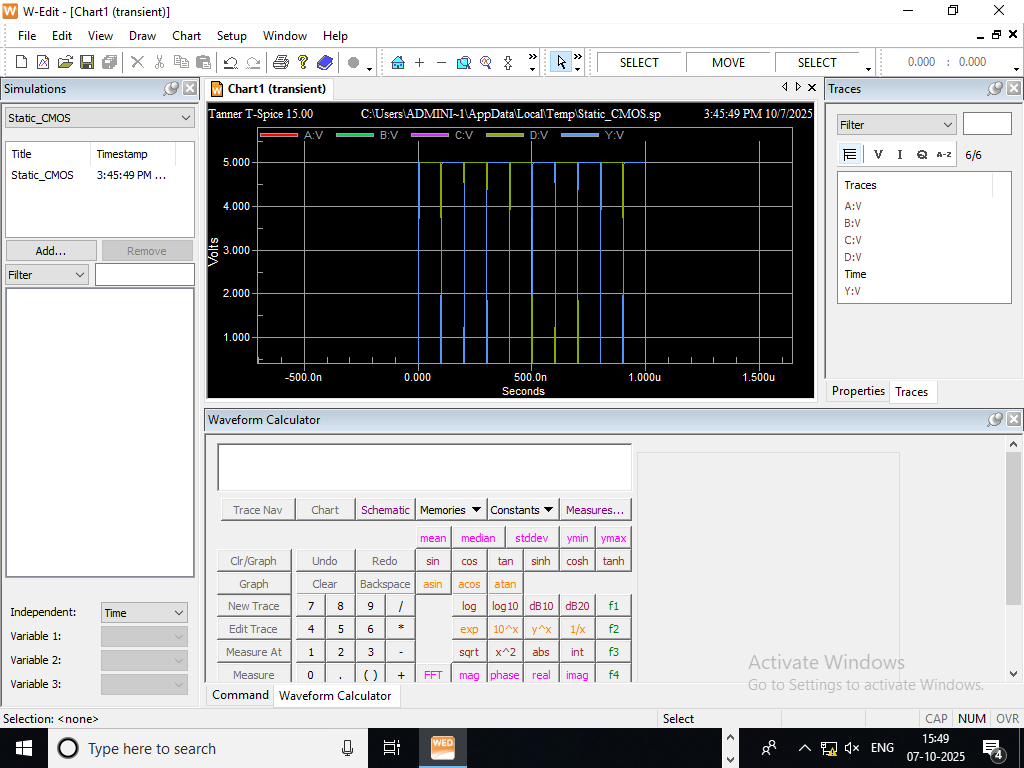 W-Edit - [Chart1 (transient)]
File Edit View Draw Chart Setup Window Help
SELECT MOVE SELECT 0.000 : 0.000
Simulations
Static_CMOS
Title Timestamp
Static_CMOS 3:45:49 PM ...
Add... Remove
Filter
Independent: Time
Variable 1:
Variable 2:
Variable 3:
Chart1 (transient)
Tanner T-Spice 15.00 C:\Users\ADMINI~1\AppData\Local\Temp\Static_CMOS.sp 3:45:49 PM 10/7/2025
A:V B:V C:V D:V Y:V
5.000
4.000
3.000
2.000
1.000
Volts
-500.0n 0.000 500.0n 1.000u 1.500u
Seconds
Traces
Filter
V I Q A-Z 6/6
Traces
A:V
B:V
C:V
D:V
Time
Y:V
Properties Traces
Waveform Calculator
Trace Nav Chart Schematic Memories Constants Measures...
mean median stddev ymin ymax
Clr/Graph Undo Redo sin cos tan sinh cosh tanh
Graph Clear Backspace asin acos atan
New Trace 7 8 9 / log log10 dB10 dB20 f1
Edit Trace 4 5 6 * exp 10^x y^x 1/x f2
Measure At 1 2 3 - sqrt x^2 abs int f3
Measure 0 . ( ) + FFT mag phase real imag f4
Command Waveform Calculator
Activate Windows
Go to Settings to activate Windows.
Selection: <none> Select CAP NUM OVR
Type here to search
WED
ENG
15:49
07-10-2025
4